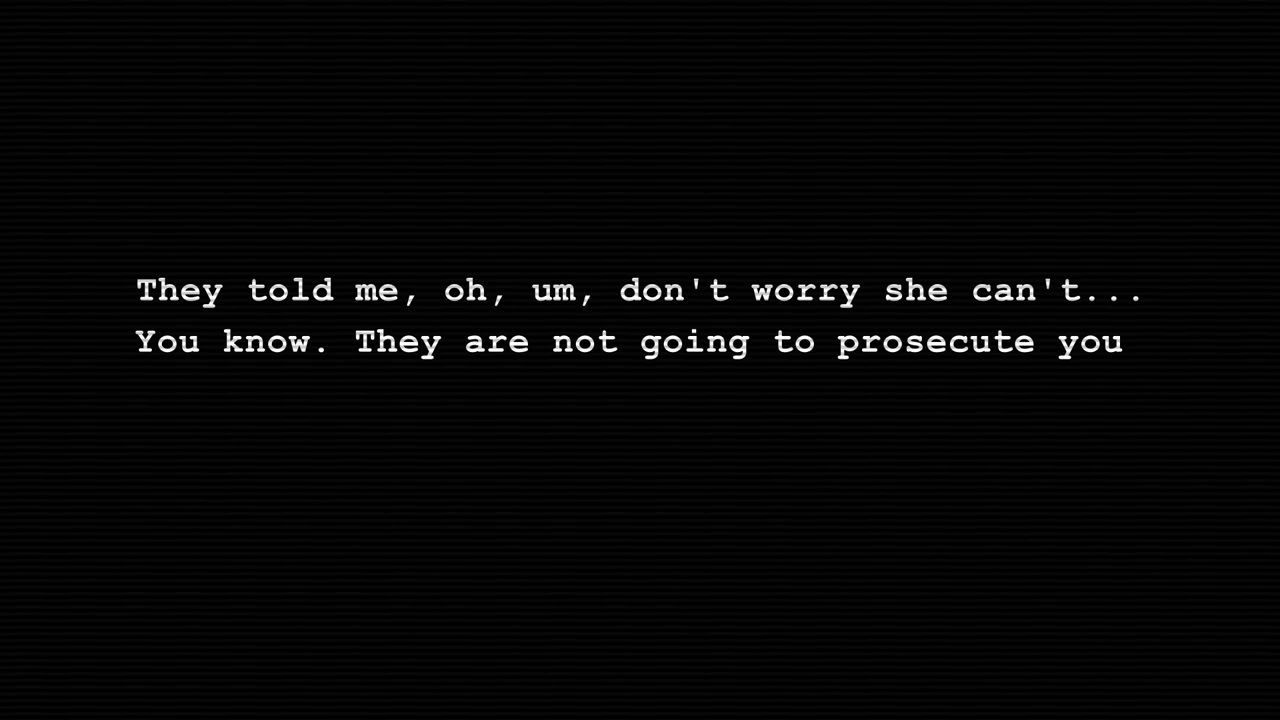 They told me, oh, um, don't worry she can't...
You know. They are not going to prosecute you